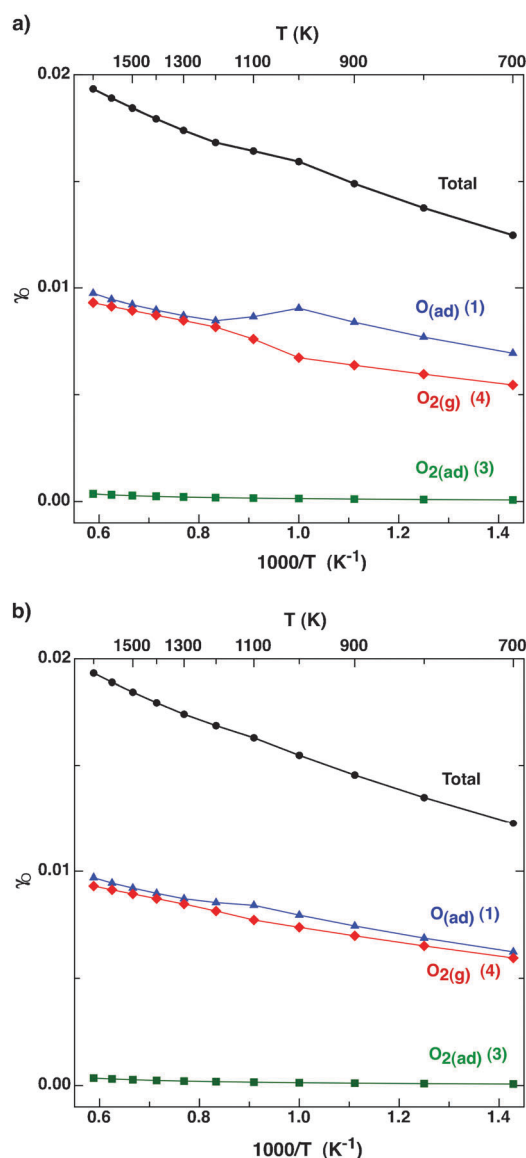 a)
T (K)
1500 1300 1100 900 700
0.02
Total
0.01
γO
O(ad) (1)
O2(g) (4)
O2(ad) (3)
0.00
0.6 0.8 1.0 1.2 1.4
1000/T (K-1)
b)
T (K)
1500 1300 1100 900 700
0.02
Total
0.01
γO
O(ad) (1)
O2(g) (4)
O2(ad) (3)
0.00
0.6 0.8 1.0 1.2 1.4
1000/T (K-1)